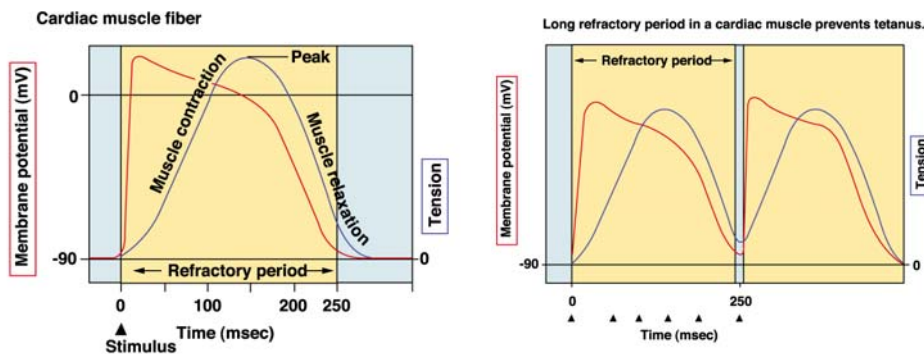 Cardiac muscle fiber
Membrane potential (mV)
0
-90
Muscle contraction
Peak
Muscle relaxation
Refractory period
Tension
0
0 100 200 250
Time (msec)
Stimulus
Long refractory period in a cardiac muscle prevents tetanus.
Membrane potential (mV)
-90
Refractory period
Tension
0
0 250
Time (msec)